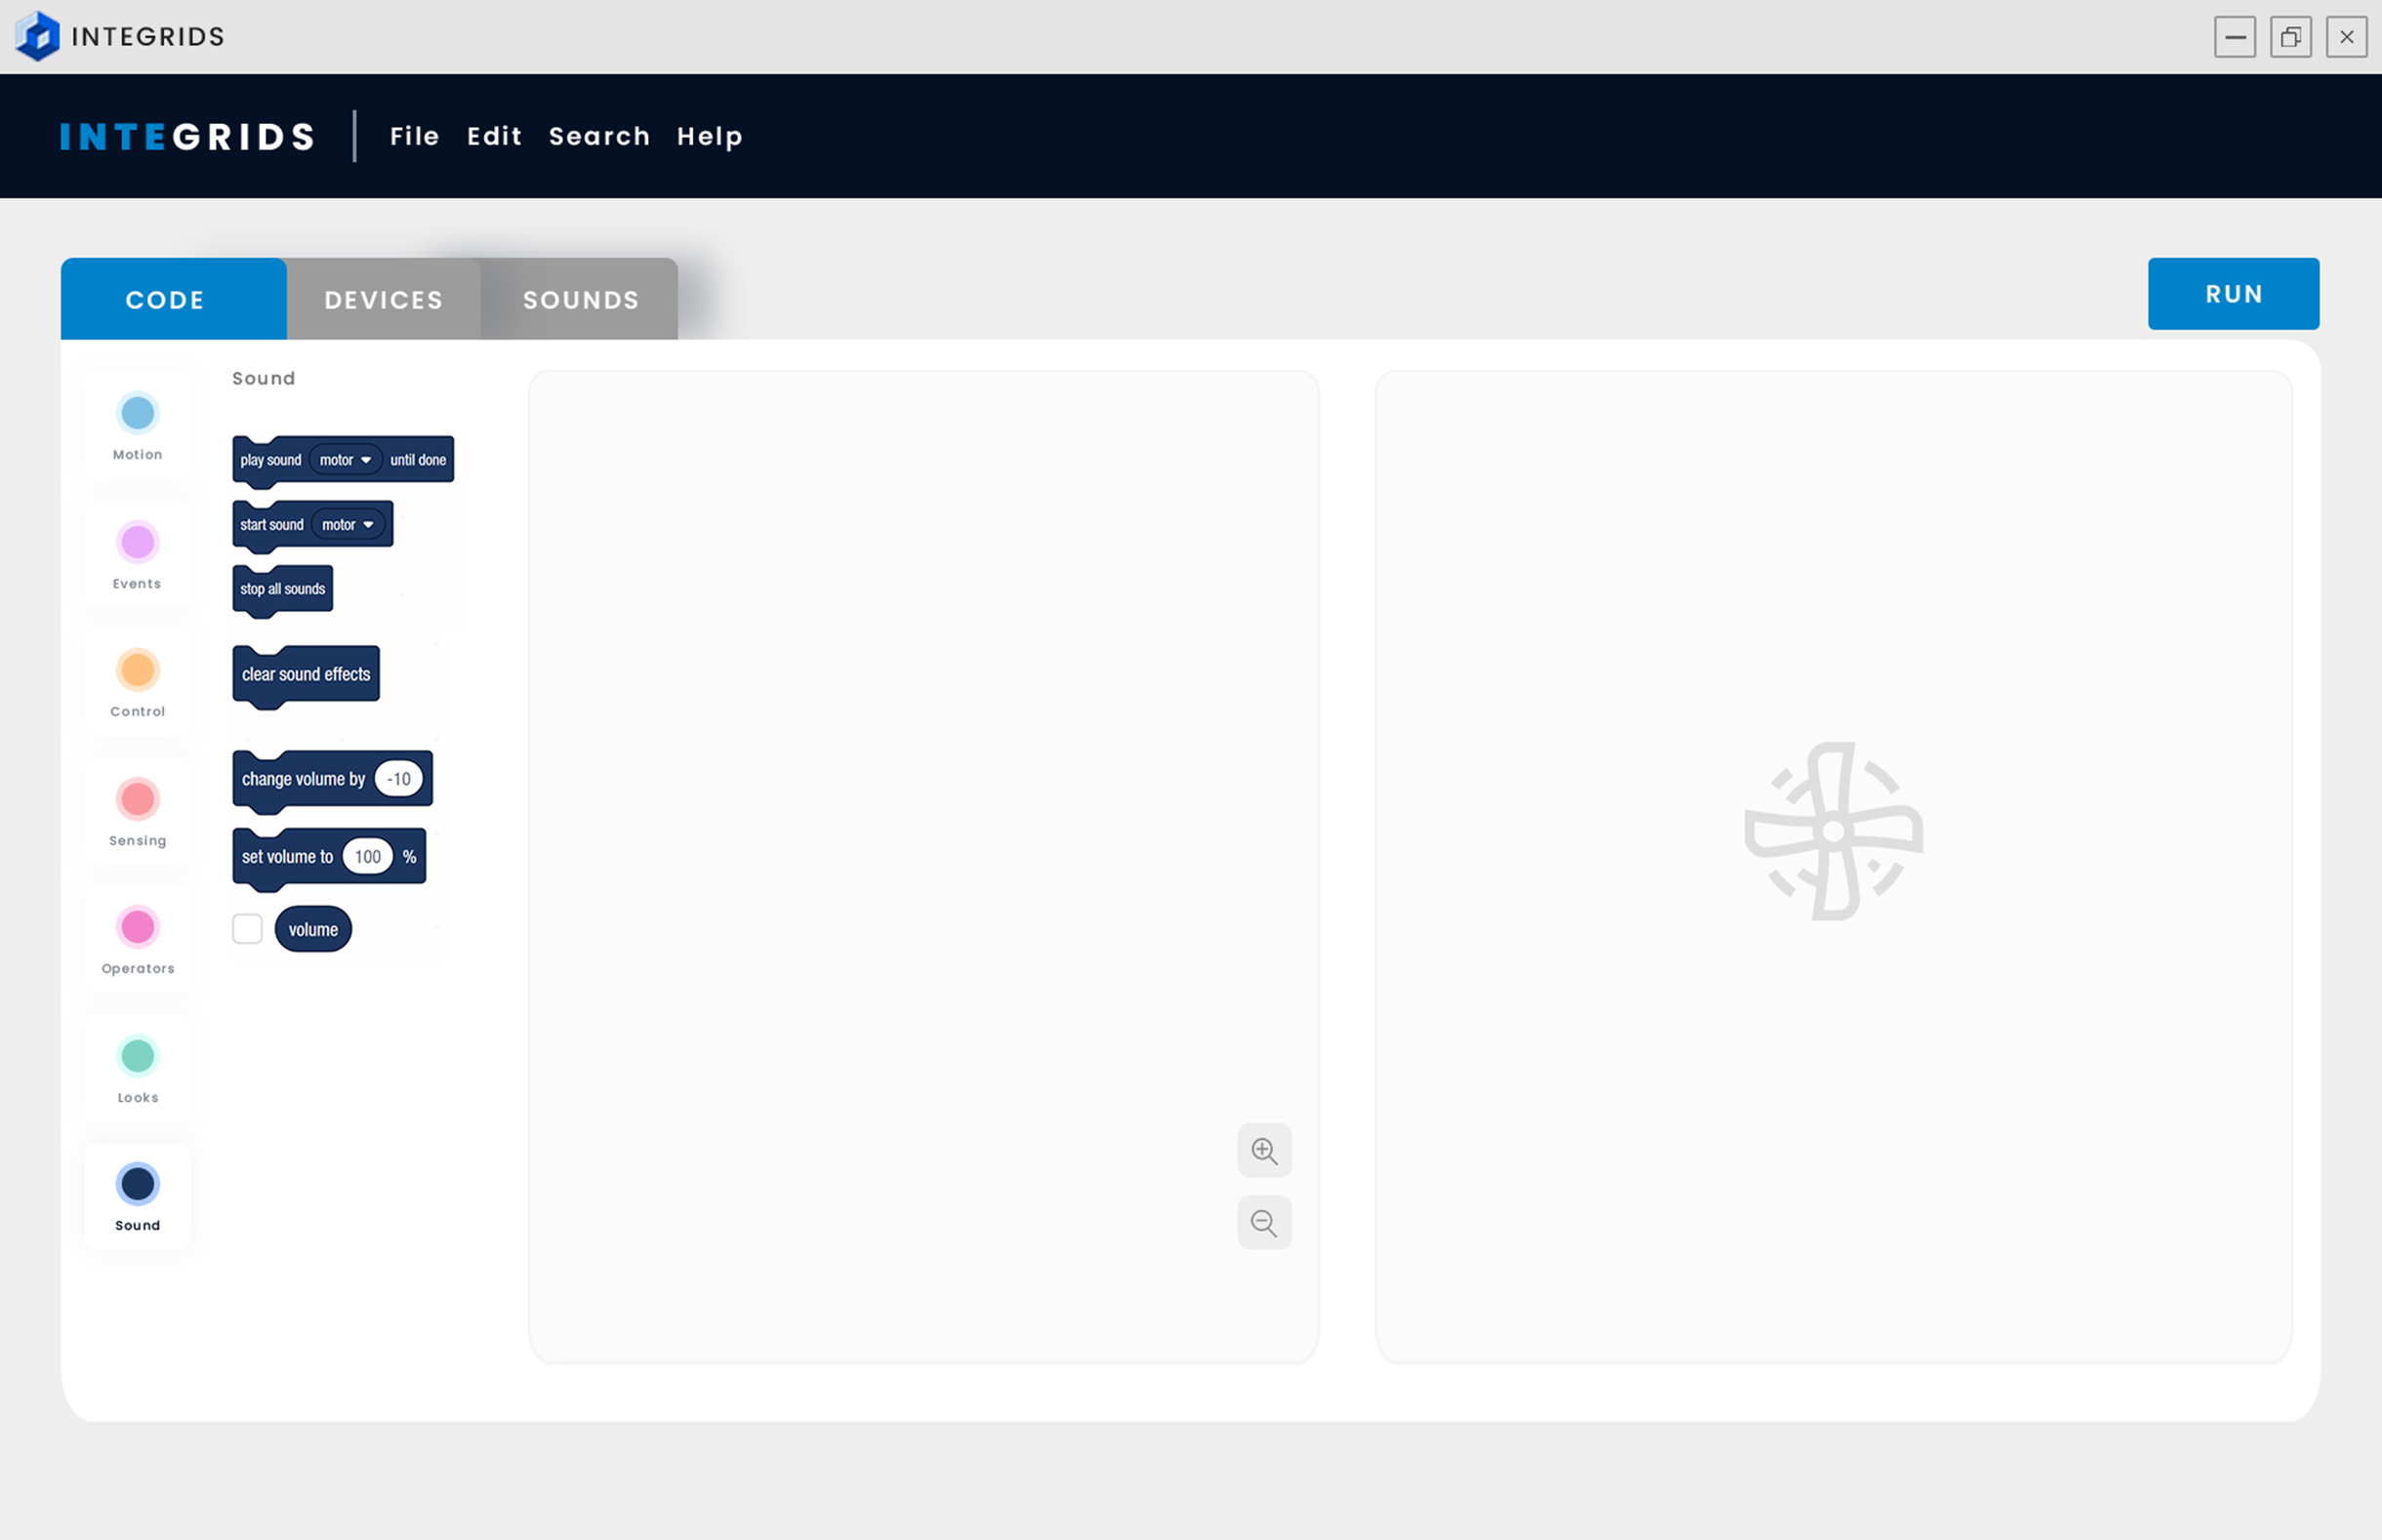 INTEGRIDS
INTEGRIDS File Edit Search Help
CODE DEVICES SOUNDS RUN
Motion
Events
Control
Sensing
Operators
Looks
Sound
Sound
play sound motor until done
start sound motor
stop all sounds
clear sound effects
change volume by -10
set volume to 100 %
volume